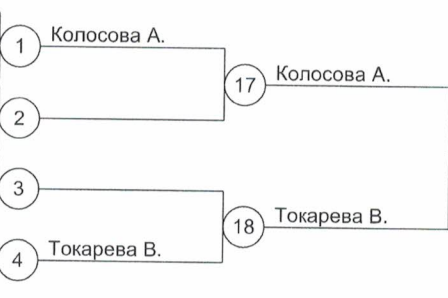 1 Колосова А.
17 Колосова А.
2
3
18 Токарева В.
4 Токарева В.